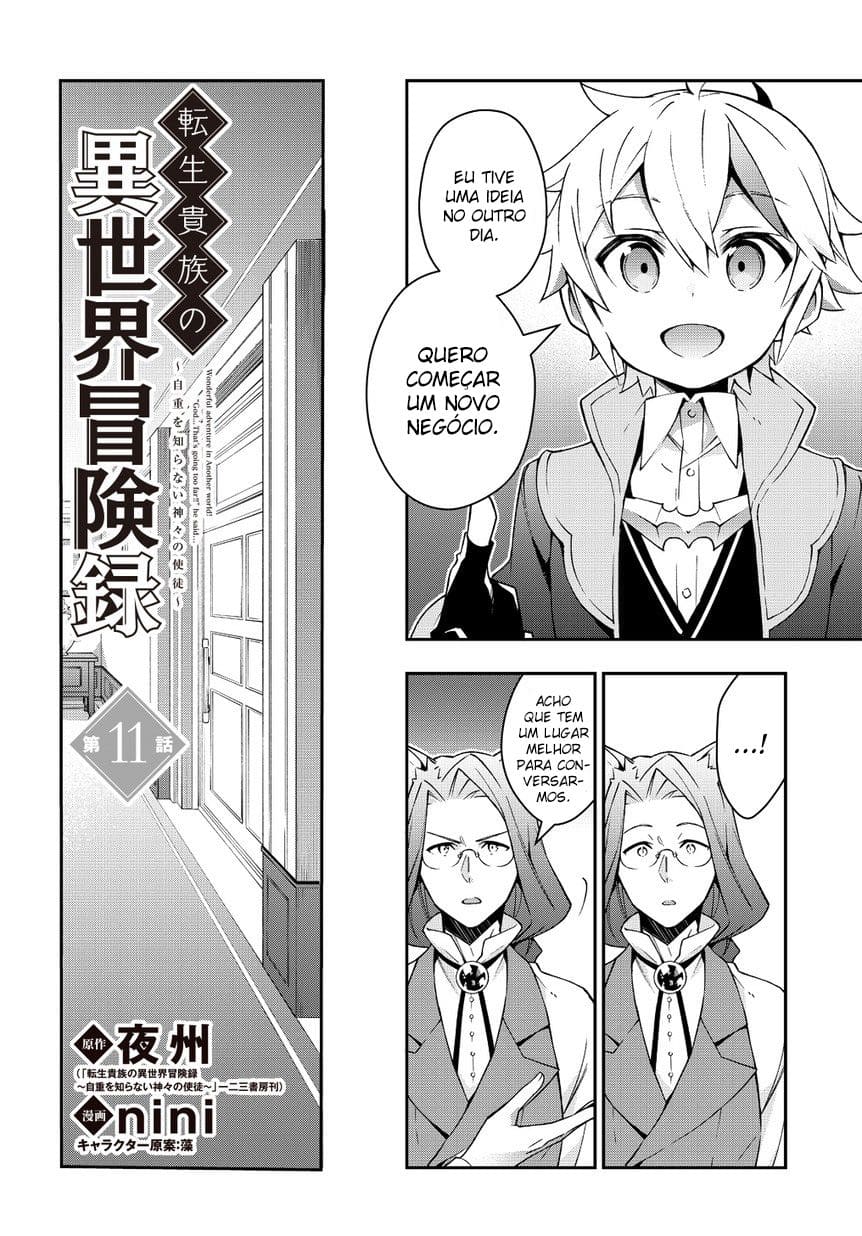 EU TIVE
UMA IDEIA
NO OUTRO
DIA.
QUERO
COMEÇAR
UM NOVO
NEGÓCIO.
...!
ACHO
QUE TEM
UM LUGAR
MELHOR
PARA CON-
VERSAR-
MOS.
転生貴族の
異世界冒険録
Wonderful adventure in Another world!
"God...That's going too far!!" he said...
～自重を知らない神々の使徒～
第11話
原作 夜州
(「転生貴族の異世界冒険録
～自重を知らない神々の使徒～」一二三書房刊)
漫画 nini
キャラクター原案:藻